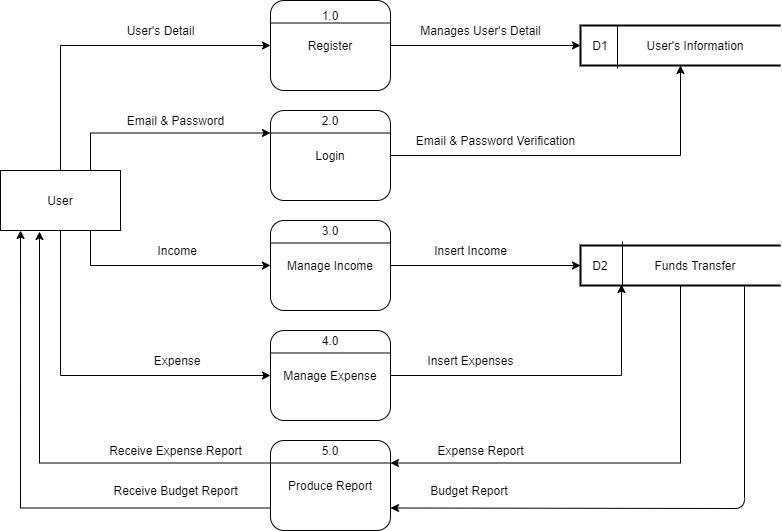 1.0
User's Detail
Manages User's Detail
Register
D1
User's Information
2.0
Email & Password
Email & Password Verification
Login
User
3.0
Income
Insert Income
Manage Income
D2
Funds Transfer
4.0
Expense
Insert Expenses
Manage Expense
5.0
Receive Expense Report
Expense Report
Produce Report
Receive Budget Report
Budget Report